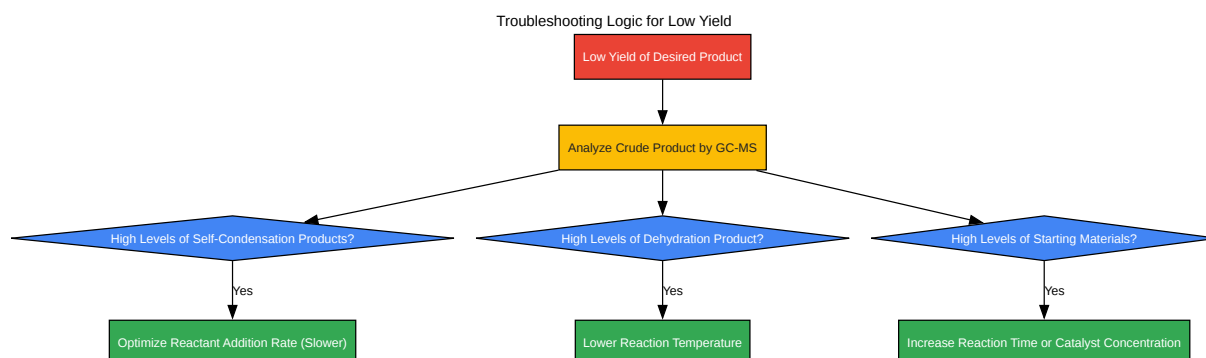 Troubleshooting Logic for Low Yield
Low Yield of Desired Product
Analyze Crude Product by GC-MS
High Levels of Self-Condensation Products?
High Levels of Dehydration Product?
High Levels of Starting Materials?
Yes
Yes
Yes
Optimize Reactant Addition Rate (Slower)
Lower Reaction Temperature
Increase Reaction Time or Catalyst Concentration